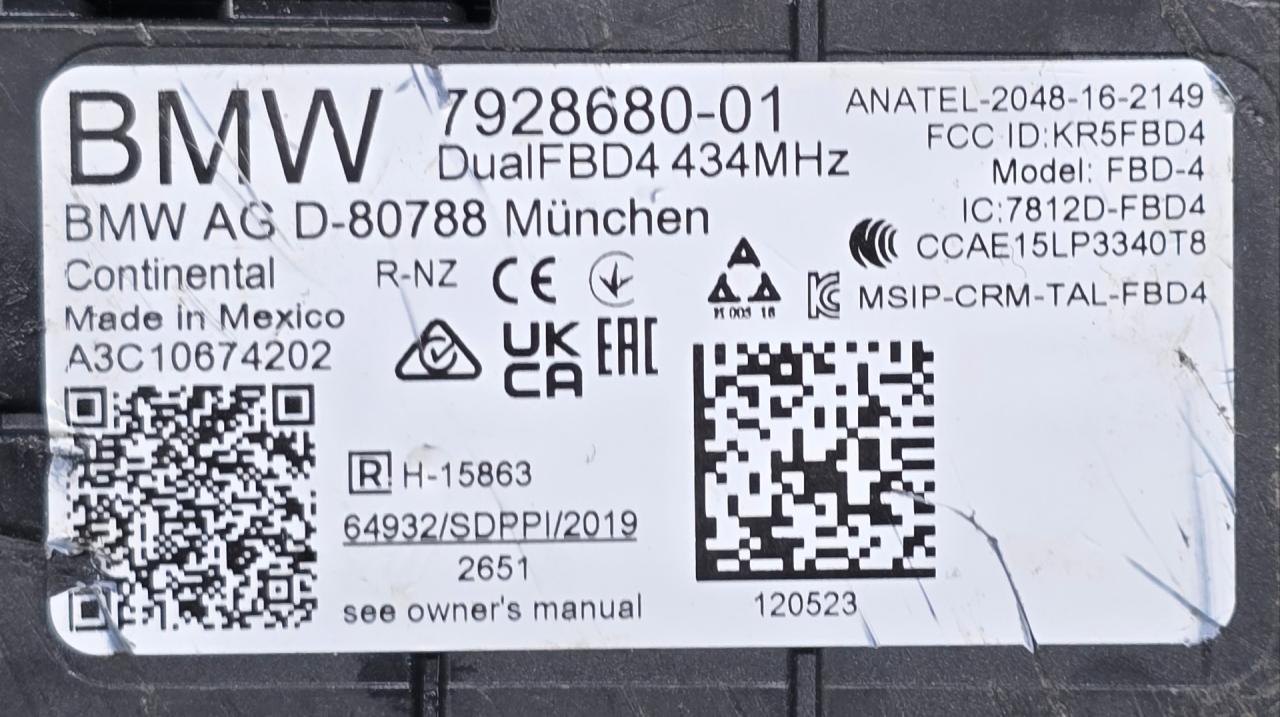 BMW
7928680-01
DualFBD4 434MHz
BMW AG D-80788 München
ANATEL-2048-16-2149
FCC ID:KR5FBD4
Model: FBD-4
IC:7812D-FBD4
CCAE15LP3340T8
MSIP-CRM-TAL-FBD4
Continental
Made in Mexico
A3C10674202
R-NZ
CE
UK
CA
EAC
R H-15863
64932/SDPPI/2019
2651
see owner's manual
120523